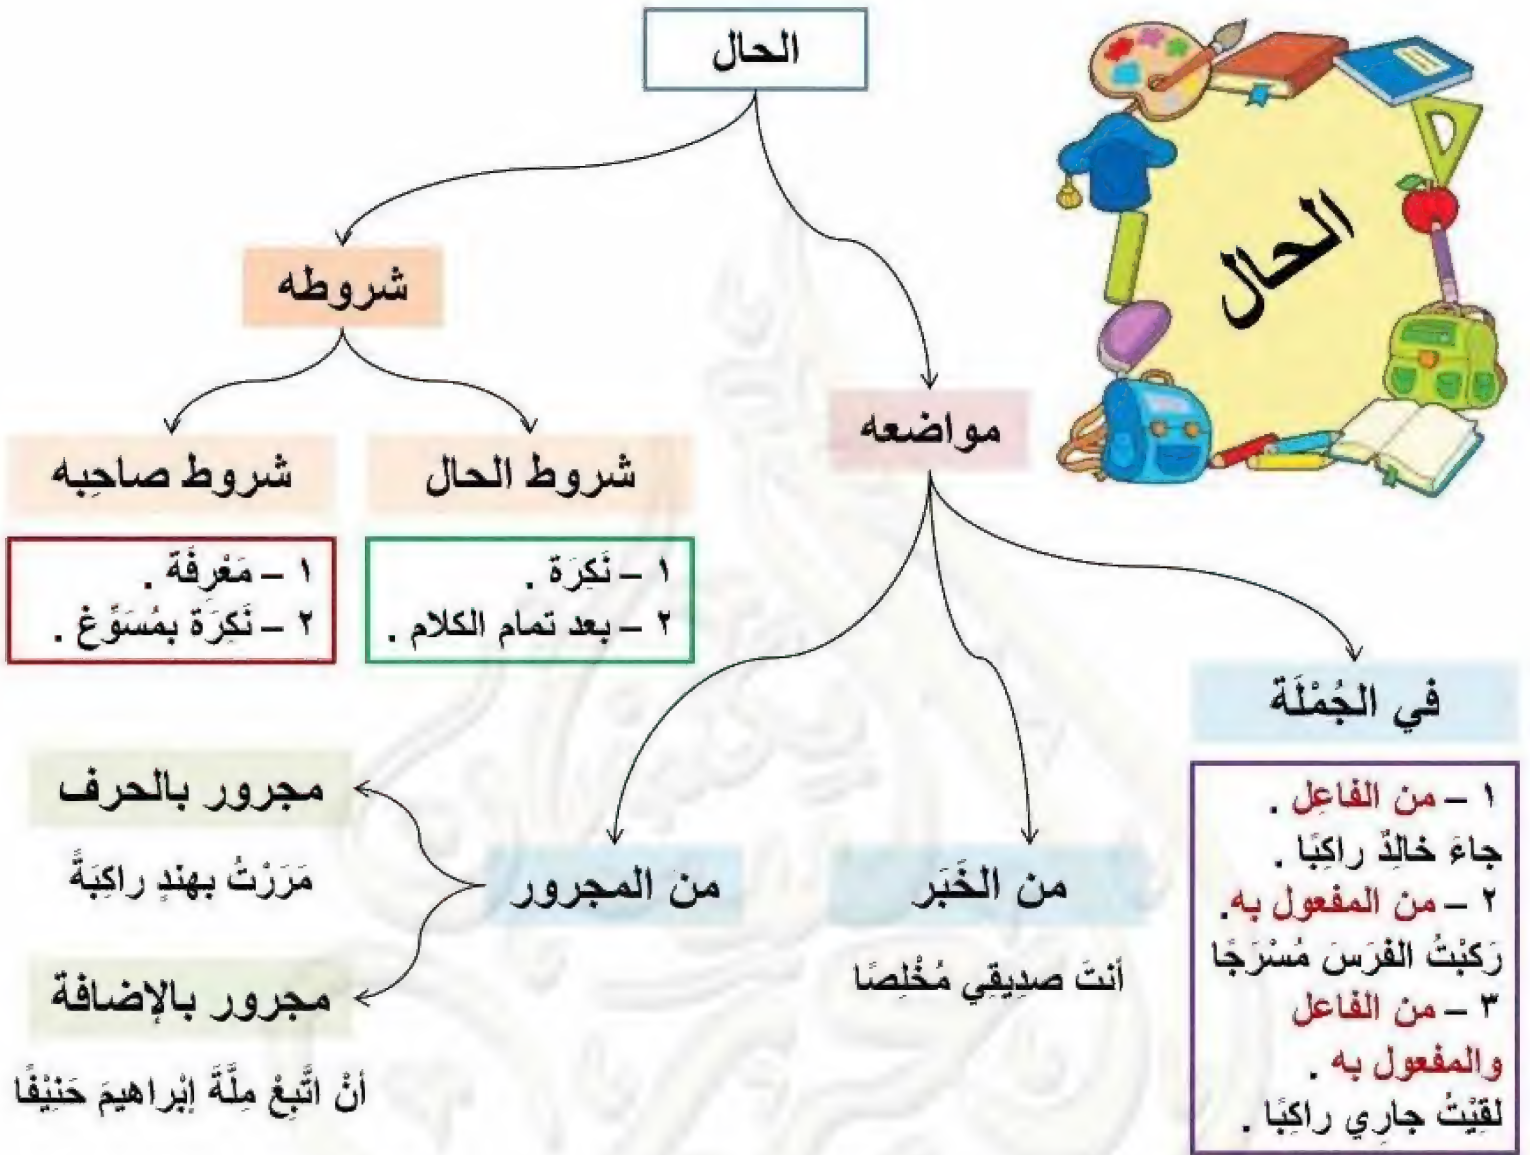 الحال
الحال
شروطه
مواضعه
شروط الحال
١ – نَكِرَة .
٢ – بعد تمام الكلام .
شروط صاحِبه
١ – مَعْرِفَة .
٢ – نَكِرَة بمُسَوِّغ .
في الجُمْلَة
١ – من الفاعِل .
جاءَ خالِدٌ راكِبًا .
٢ – من المفعول به.
رَكِبْتُ الفَرَسَ مُسْرَجًا
٣ – من الفاعل
والمفعول به .
لقِيْتُ جارِي راكِبًا .
من الخَبَر
أنتَ صدِيقِي مُخْلِصًا
من المجرور
مجرور بالحرف
مَرَرْتُ بهندٍ راكِبَةً
مجرور بالإضافة
أنْ اتَّبِعْ مِلَّةَ إبْراهيمَ حَنِيْفًا